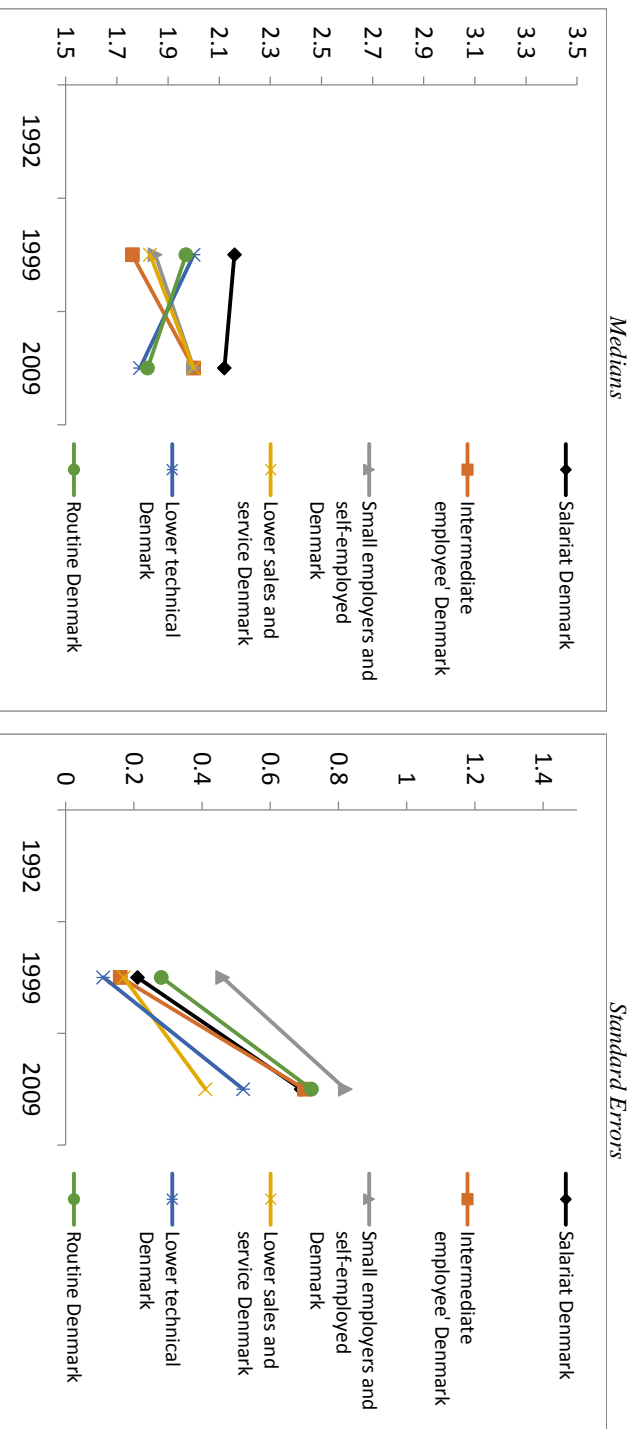 Medians
3.5
3.3
3.1
2.9
2.7
2.5
2.3
2.1
1.9
1.7
1.5
1992
1999
2009
Salariat Denmark
Intermediate
employee' Denmark
Small employers and
self-employed
Denmark
Lower sales and
service Denmark
Lower technical
Denmark
Routine Denmark
Standard Errors
1.4
1.2
1
0.8
0.6
0.4
0.2
0
1992
1999
2009
Salariat Denmark
Intermediate
employee' Denmark
Small employers and
self-employed
Denmark
Lower sales and
service Denmark
Lower technical
Denmark
Routine Denmark